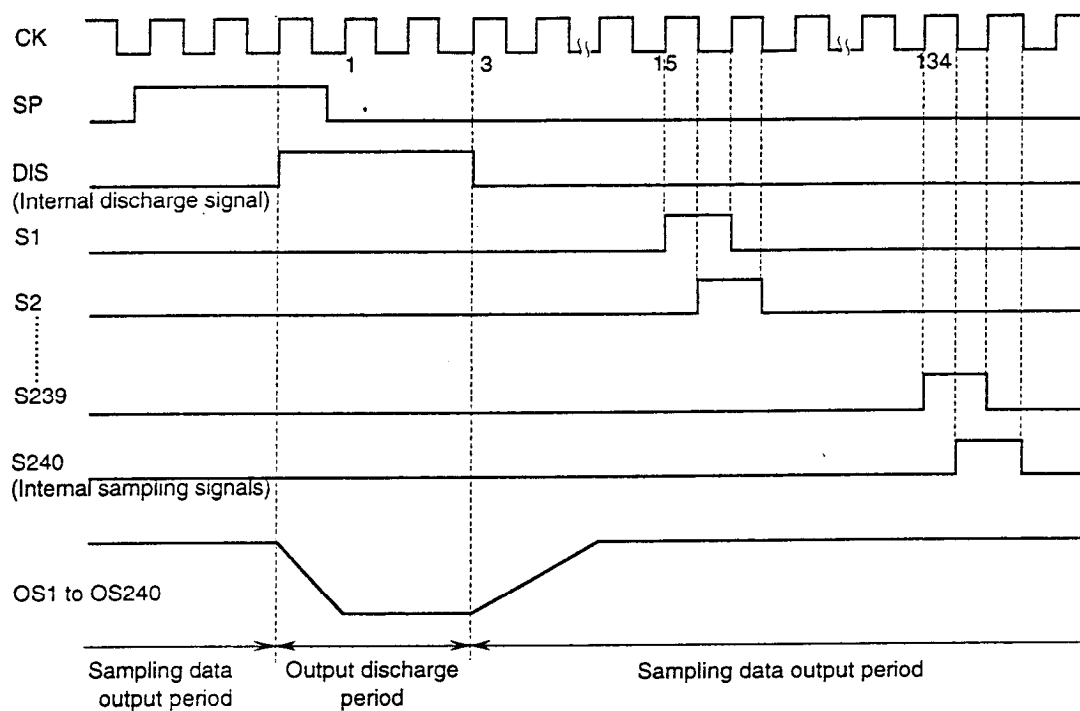 CK
1 3 15 134
SP
DIS
(Internal discharge signal)
S1
S2
S239
S240
(Internal sampling signals)
OS1 to OS240
Sampling data
output period
Output discharge
period
Sampling data output period